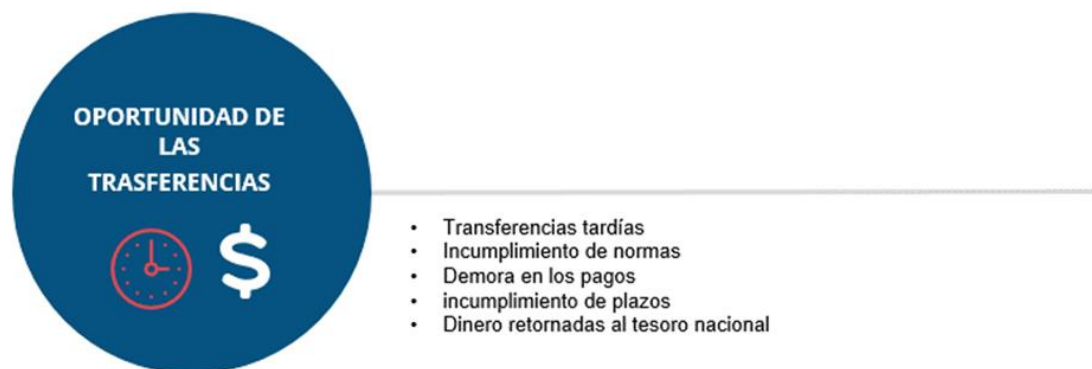 OPORTUNIDAD DE
LAS
TRASFERENCIAS
$
• Transferencias tardías
• Incumplimiento de normas
• Demora en los pagos
• incumplimiento de plazos
• Dinero retornadas al tesoro nacional